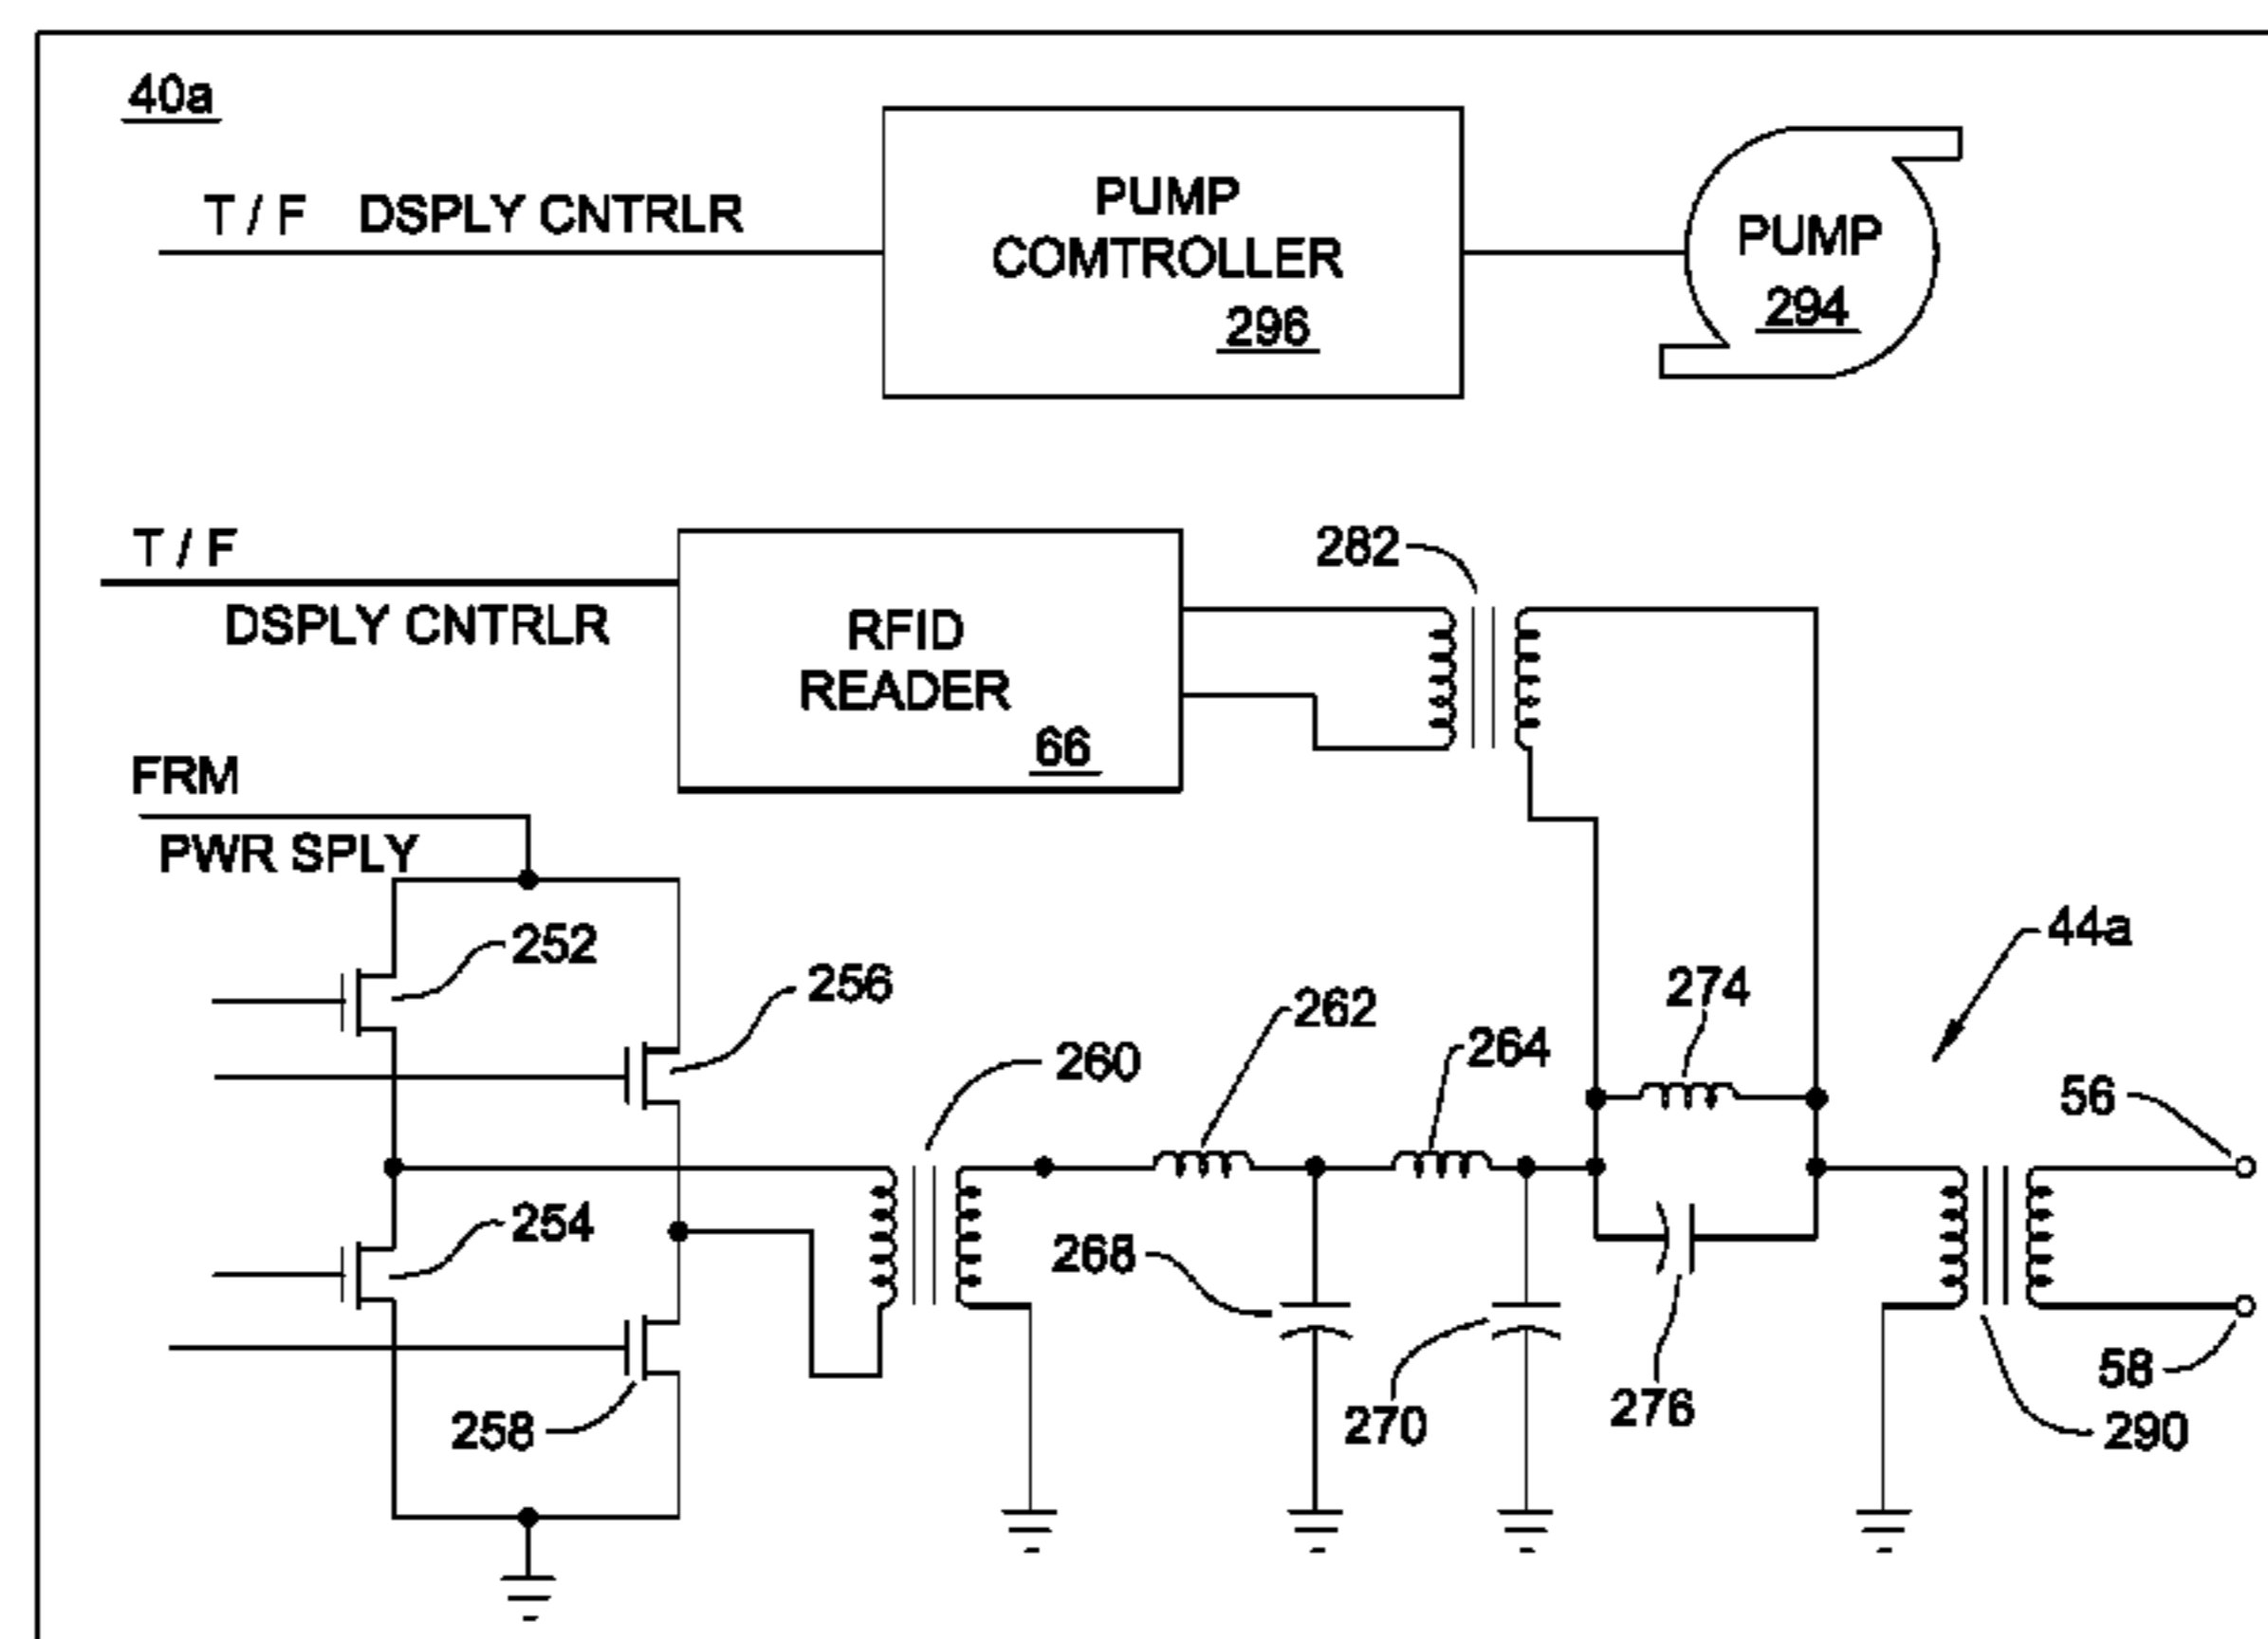 40a
T / F DSPLY CNTRLR
PUMP
COMTROLLER
296
PUMP
294
T / F
DSPLY CNTRLR
RFID
READER
66
282
FRM
PWR SPLY
252
256
254
258
260
262
264
268
270
274
276
44a
56
58
290